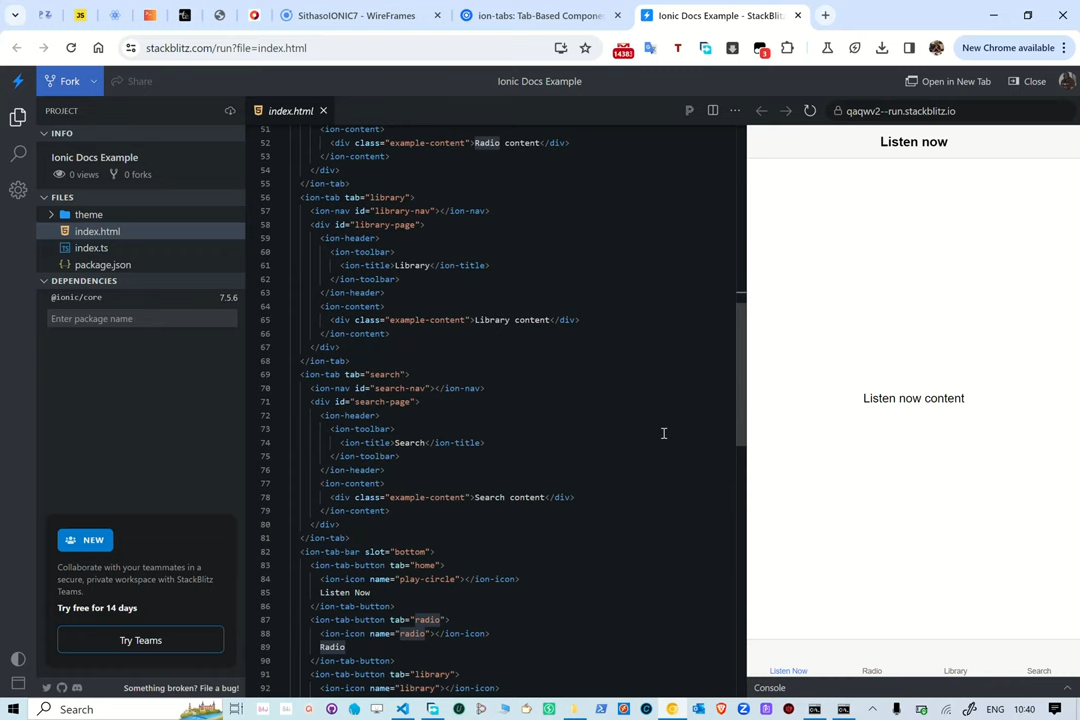 SithasoIONIC7 - WireFrames
ion-tabs: Tab-Based Compone
Ionic Docs Example - StackBlitz
stackblitz.com/run?file=index.html
14383
T
3
New Chrome available
Fork
Share
Ionic Docs Example
Open in New Tab
Close
PROJECT
index.html
qaqwv2--run.stackblitz.io
INFO
Ionic Docs Example
0 views
0 forks
FILES
theme
index.html
index.ts
package.json
DEPENDENCIES
@ionic/core 7.5.6
Enter package name
NEW
Collaborate with your teammates in a
secure, private workspace with StackBlitz
Teams.
Try free for 14 days
Try Teams
Something broken? File a bug!
51 <ion-content>
52 <div class="example-content">Radio content</div>
53 </ion-content>
54 </div>
55 </ion-tab>
56 <ion-tab tab="library">
57 <ion-nav id="library-nav"></ion-nav>
58 <div id="library-page">
59 <ion-header>
60 <ion-toolbar>
61 <ion-title>Library</ion-title>
62 </ion-toolbar>
63 </ion-header>
64 <ion-content>
65 <div class="example-content">Library content</div>
66 </ion-content>
67 </div>
68 </ion-tab>
69 <ion-tab tab="search">
70 <ion-nav id="search-nav"></ion-nav>
71 <div id="search-page">
72 <ion-header>
73 <ion-toolbar>
74 <ion-title>Search</ion-title>
75 </ion-toolbar>
76 </ion-header>
77 <ion-content>
78 <div class="example-content">Search content</div>
79 </ion-content>
80 </div>
81 </ion-tab>
82 <ion-tab-bar slot="bottom">
83 <ion-tab-button tab="home">
84 <ion-icon name="play-circle"></ion-icon>
85 Listen Now
86 </ion-tab-button>
87 <ion-tab-button tab="radio">
88 <ion-icon name="radio"></ion-icon>
89 Radio
90 </ion-tab-button>
91 <ion-tab-button tab="library">
92 <ion-icon name="library"></ion-icon>
Listen now
Listen now content
Listen Now
Radio
Library
Search
Console
Search
ENG
10:40